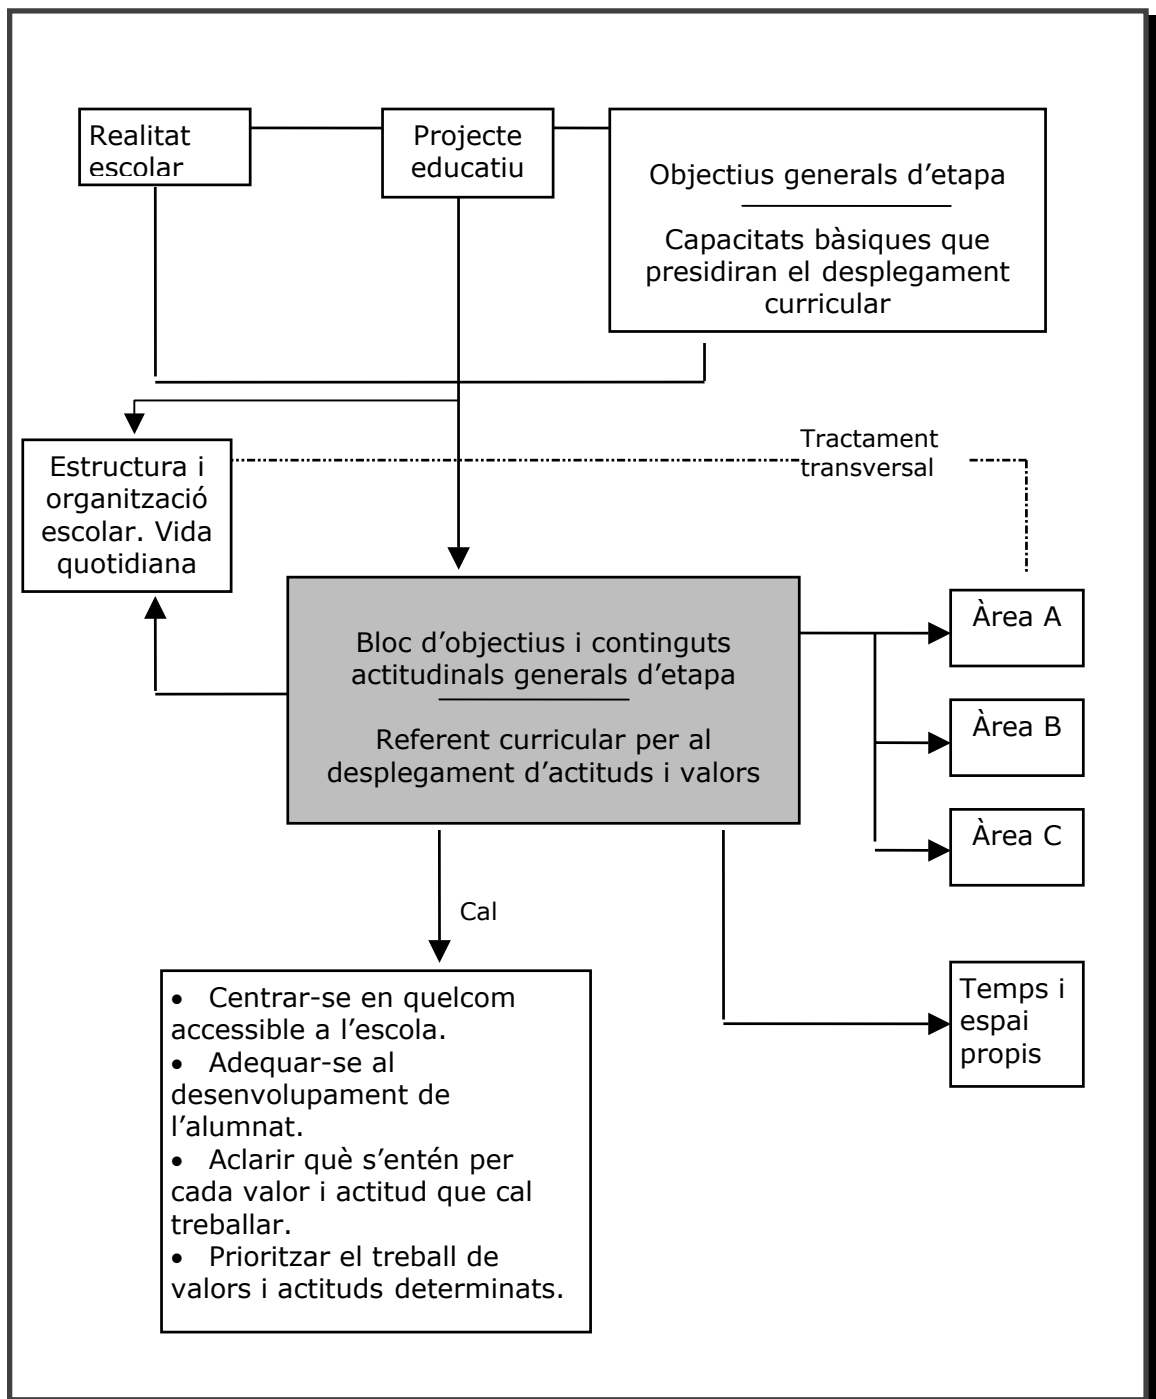 Realitat
escolar
Projecte
educatiu
Objectius generals d’etapa
Capacitats bàsiques que
presidiran el desplegament
curricular
Tractament
transversal
Estructura i
organització
escolar. Vida
quotidiana
Bloc d’objectius i continguts
actitudinals generals d’etapa
Referent curricular per al
desplegament d’actituds i valors
Àrea A
Àrea B
Àrea C
Cal
• Centrar-se en quelcom
accessible a l’escola.
• Adequar-se al
desenvolupament de
l’alumnat.
• Aclarir què s’entén per
cada valor i actitud que cal
treballar.
• Prioritzar el treball de
valors i actituds determinats.
Temps i
espai
propis